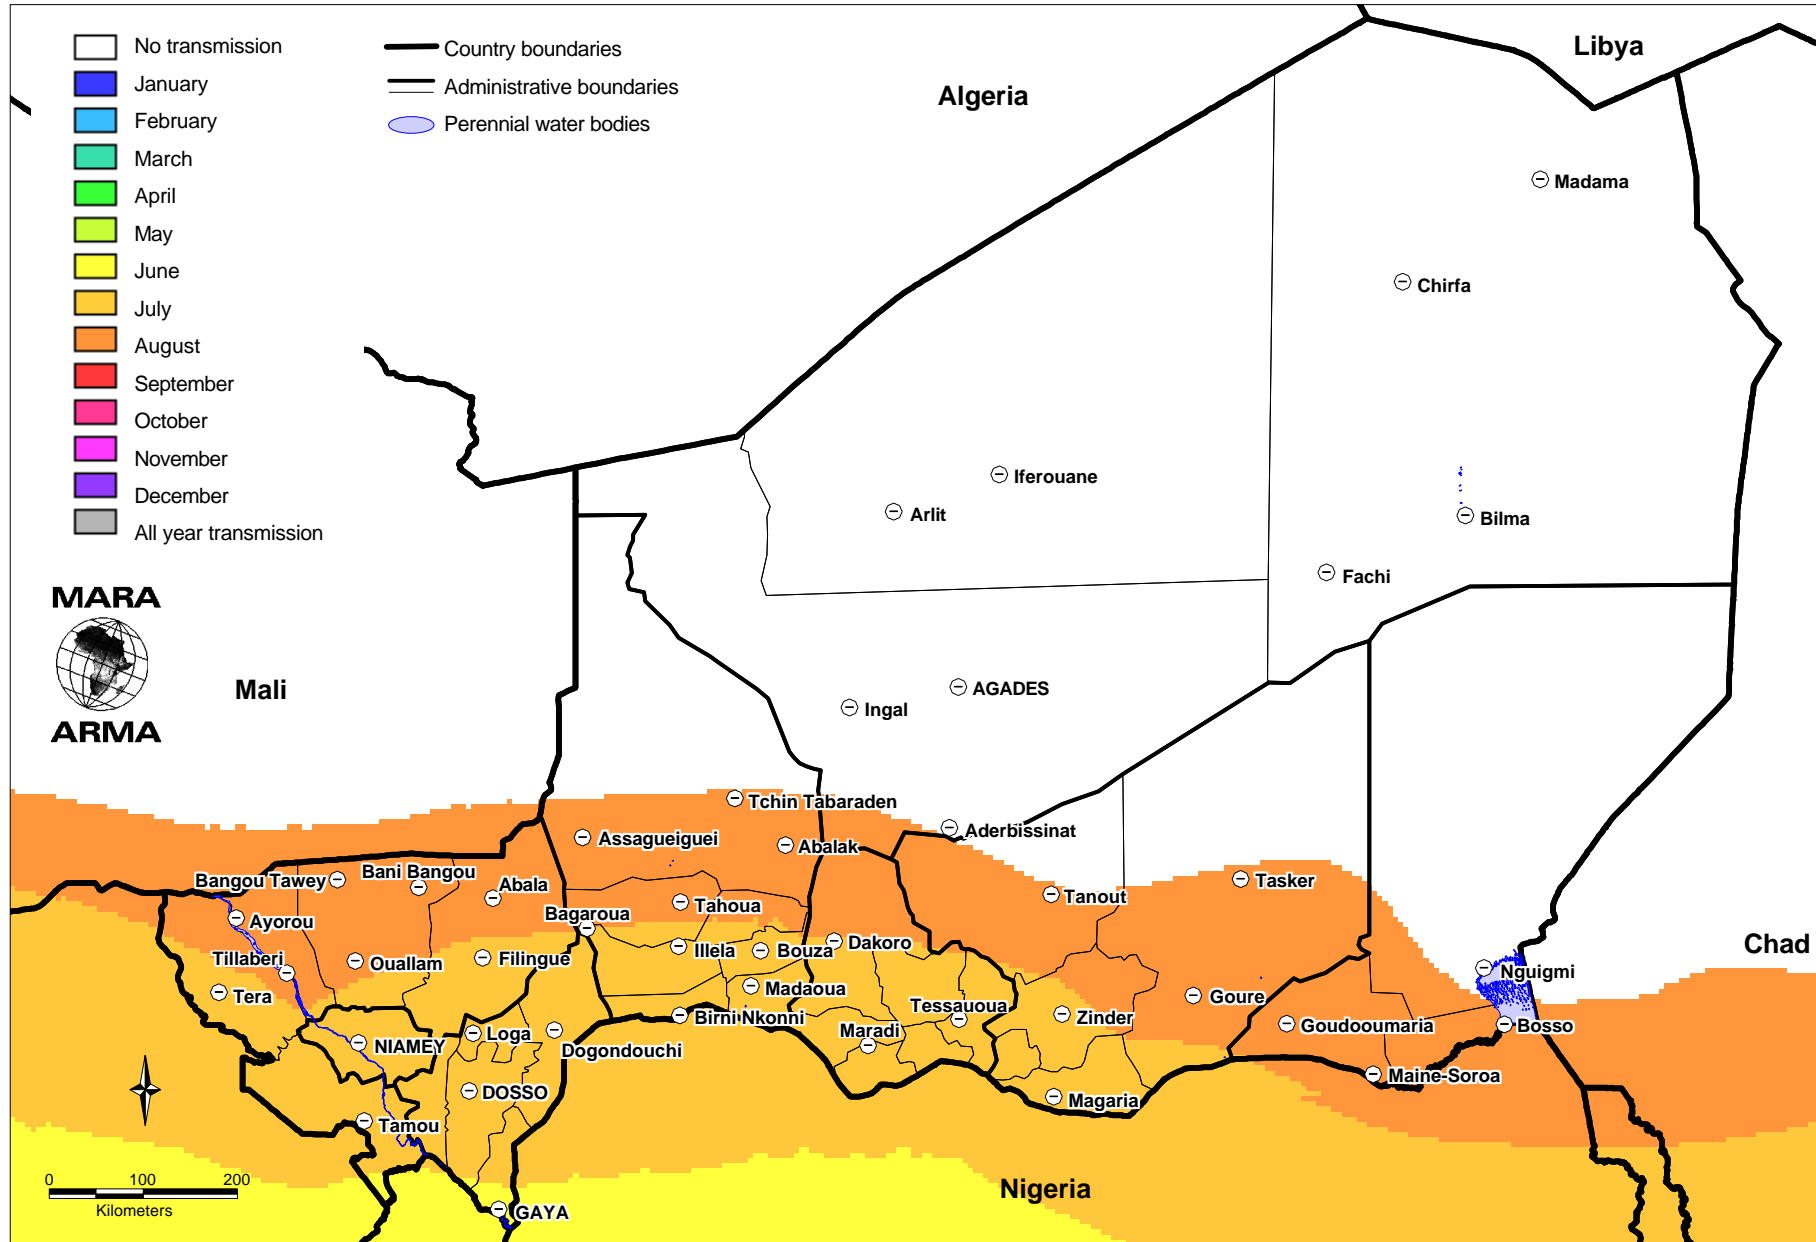 No transmission
January
February
March
April
May
June
July
August
September
October
November
December
All year transmission
Country boundaries
Administrative boundaries
Perennial water bodies
MARA
ARMA
Algeria
Libya
Madama
Chirfa
Iferouane
Arlit
Bilma
Fachi
Mali
AGADES
Ingal
Tchin Tabaraden
Aderbissinat
Assagueiguei
Abalak
Bangou Tawey
Bani Bangou
Abala
Tasker
Tanout
Tahoua
Ayorou
Bagaroua
Dakoro
Chad
Tillaberi
Ouallam
Filingue
Illela
Bouza
Nguigmi
Tera
Madaoua
Tessauoua
Goure
Birni Nkonni
Zinder
Goudooumaria
Bosso
NIAMEY
Loga
Dogondouchi
Maradi
Maine-Soroa
DOSSO
Magaria
Tamou
0 100 200
Kilometers
Nigeria
GAYA